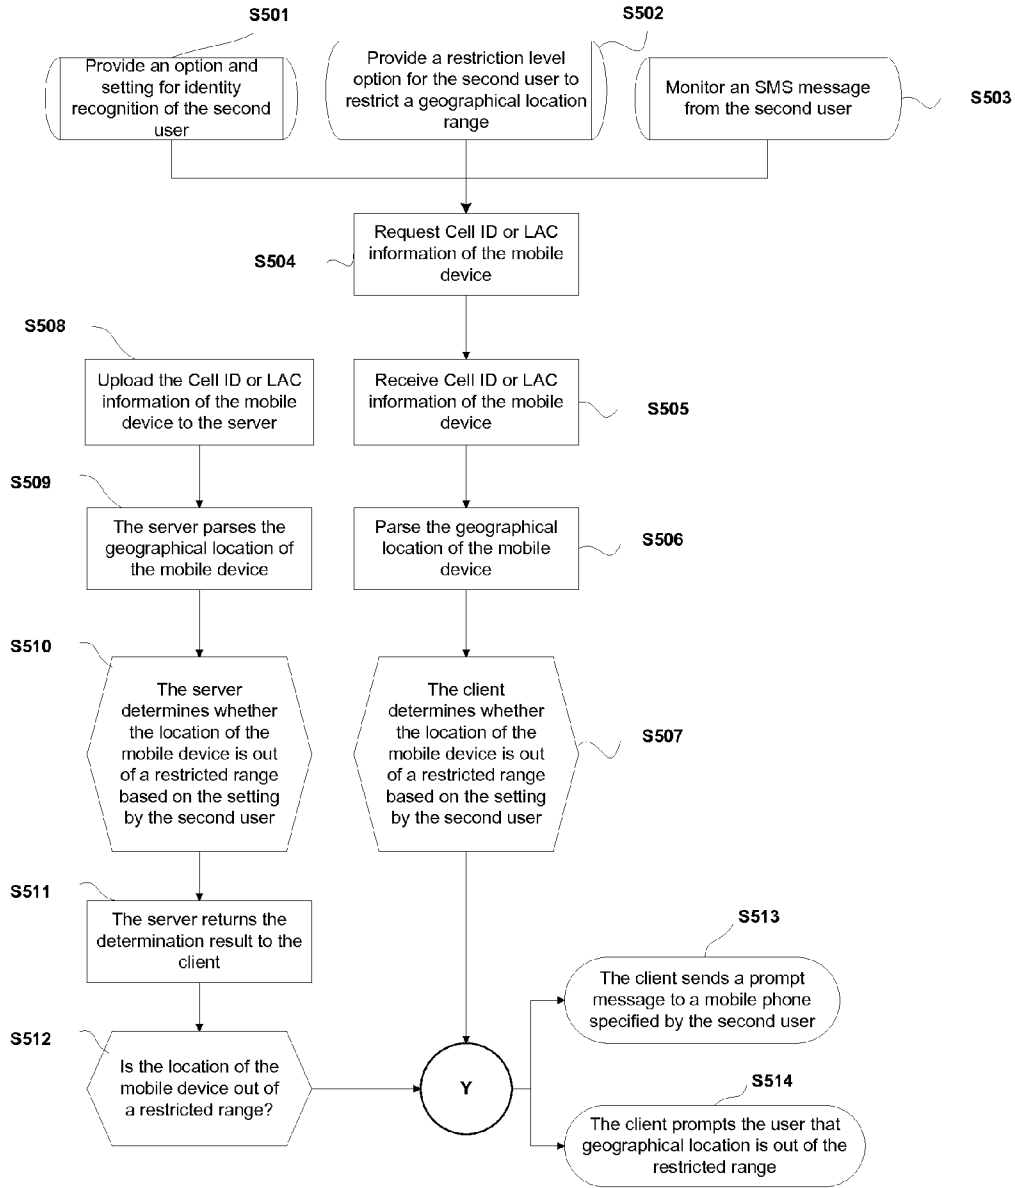 S501
Provide an option and
setting for identity
recognition of the second
user
S502
Provide a restriction level
option for the second user to
restrict a geographical location
range
Monitor an SMS message
from the second user
S503
Request Cell ID or LAC
information of the mobile
device
S504
S508
Upload the Cell ID or LAC
information of the mobile
device to the server
Receive Cell ID or LAC
information of the mobile
device
S505
S509
The server parses the
geographical location of
the mobile device
Parse the geographical
location of the mobile
device
S506
S510
The server
determines whether
the location of the
mobile device is out
of a restricted range
based on the setting
by the second user
The client
determines whether
the location of the
mobile device is out
of a restricted range
based on the setting
by the second user
S507
S511
The server returns the
determination result to the
client
S512
Is the location of the
mobile device out of
a restricted range?
Y
S513
The client sends a prompt
message to a mobile phone
specified by the second user
S514
The client prompts the user that
geographical location is out of the
restricted range